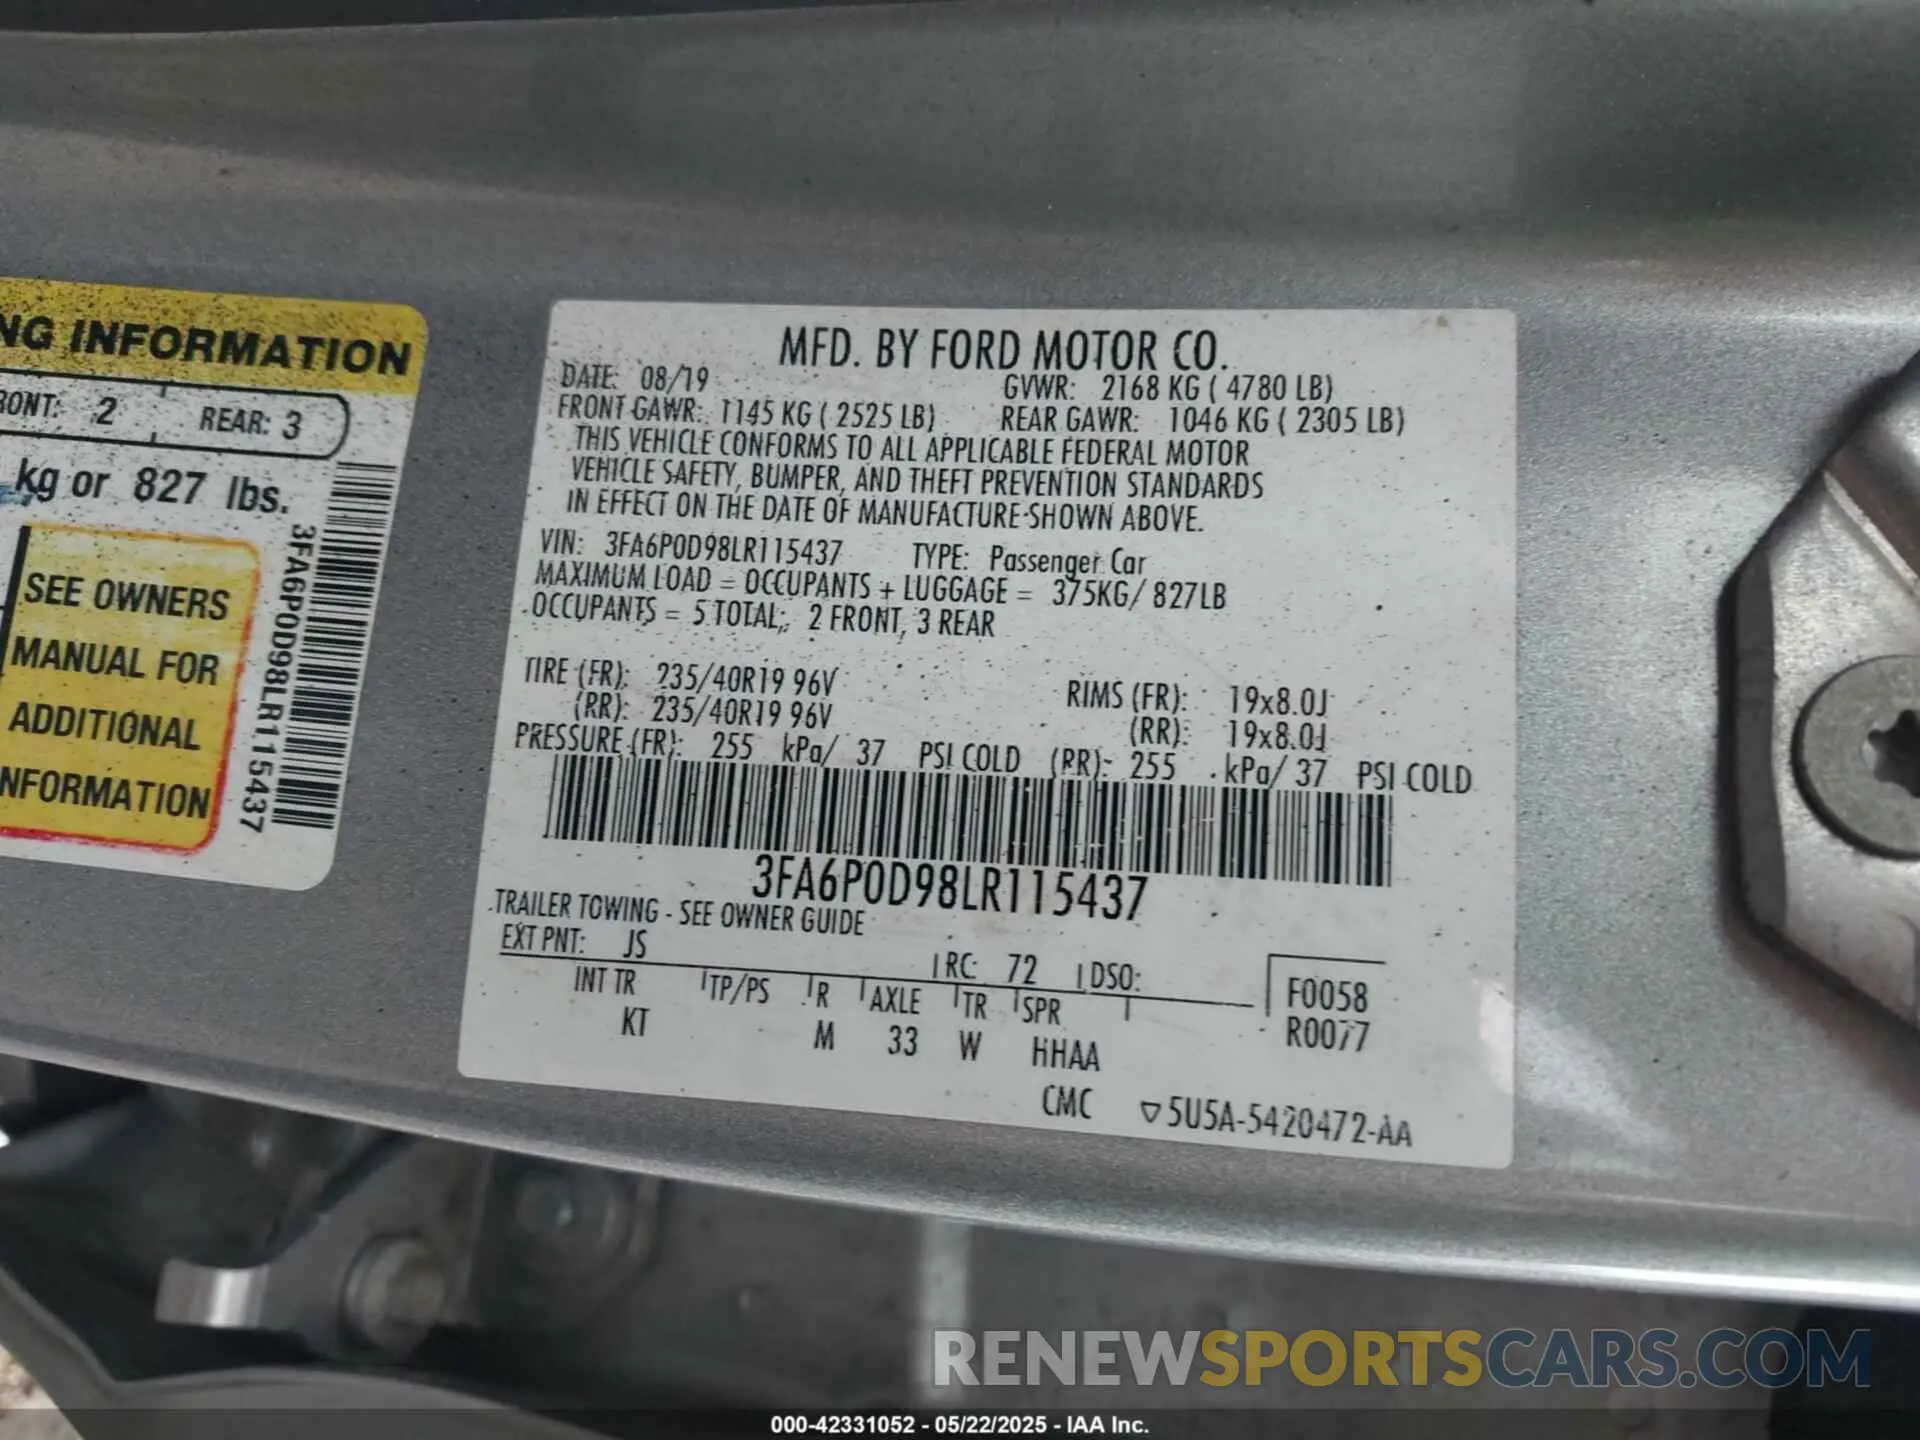 NG INFORMATION
RONT: 2 REAR: 3
kg or 827 lbs.
SEE OWNERS
MANUAL FOR
ADDITIONAL
NFORMATION
3FA6P0D98LR115437
MFD. BY FORD MOTOR CO.
DATE: 08/19 GVWR: 2168 KG ( 4780 LB)
FRONT GAWR: 1145 KG ( 2525 LB) REAR GAWR: 1046 KG ( 2305 LB)
THIS VEHICLE CONFORMS TO ALL APPLICABLE FEDERAL MOTOR
VEHICLE SAFETY, BUMPER, AND THEFT PREVENTION STANDARDS
IN EFFECT ON THE DATE OF MANUFACTURE SHOWN ABOVE.
VIN: 3FA6P0D98LR115437 TYPE: Passenger Car
MAXIMUM LOAD = OCCUPANTS + LUGGAGE = 375KG/ 827LB
OCCUPANTS = 5 TOTAL; 2 FRONT, 3 REAR
TIRE (FR): 235/40R19 96V RIMS (FR): 19x8.0J
(RR): 235/40R19 96V (RR): 19x8.0J
PRESSURE (FR): 255 kPa/ 37 PSI COLD (RR): 255 kPa/ 37 PSI COLD
3FA6P0D98LR115437
TRAILER TOWING - SEE OWNER GUIDE
EXT PNT: JS RC: 72 DSO:
INT TR TP/PS R AXLE TR SPR F0058
KT M 33 W HHAA R0077
CMC ▽5U5A-5420472-AA
RENEWSPORTSCARS.COM
000-42331052 - 05/22/2025 - IAA Inc.